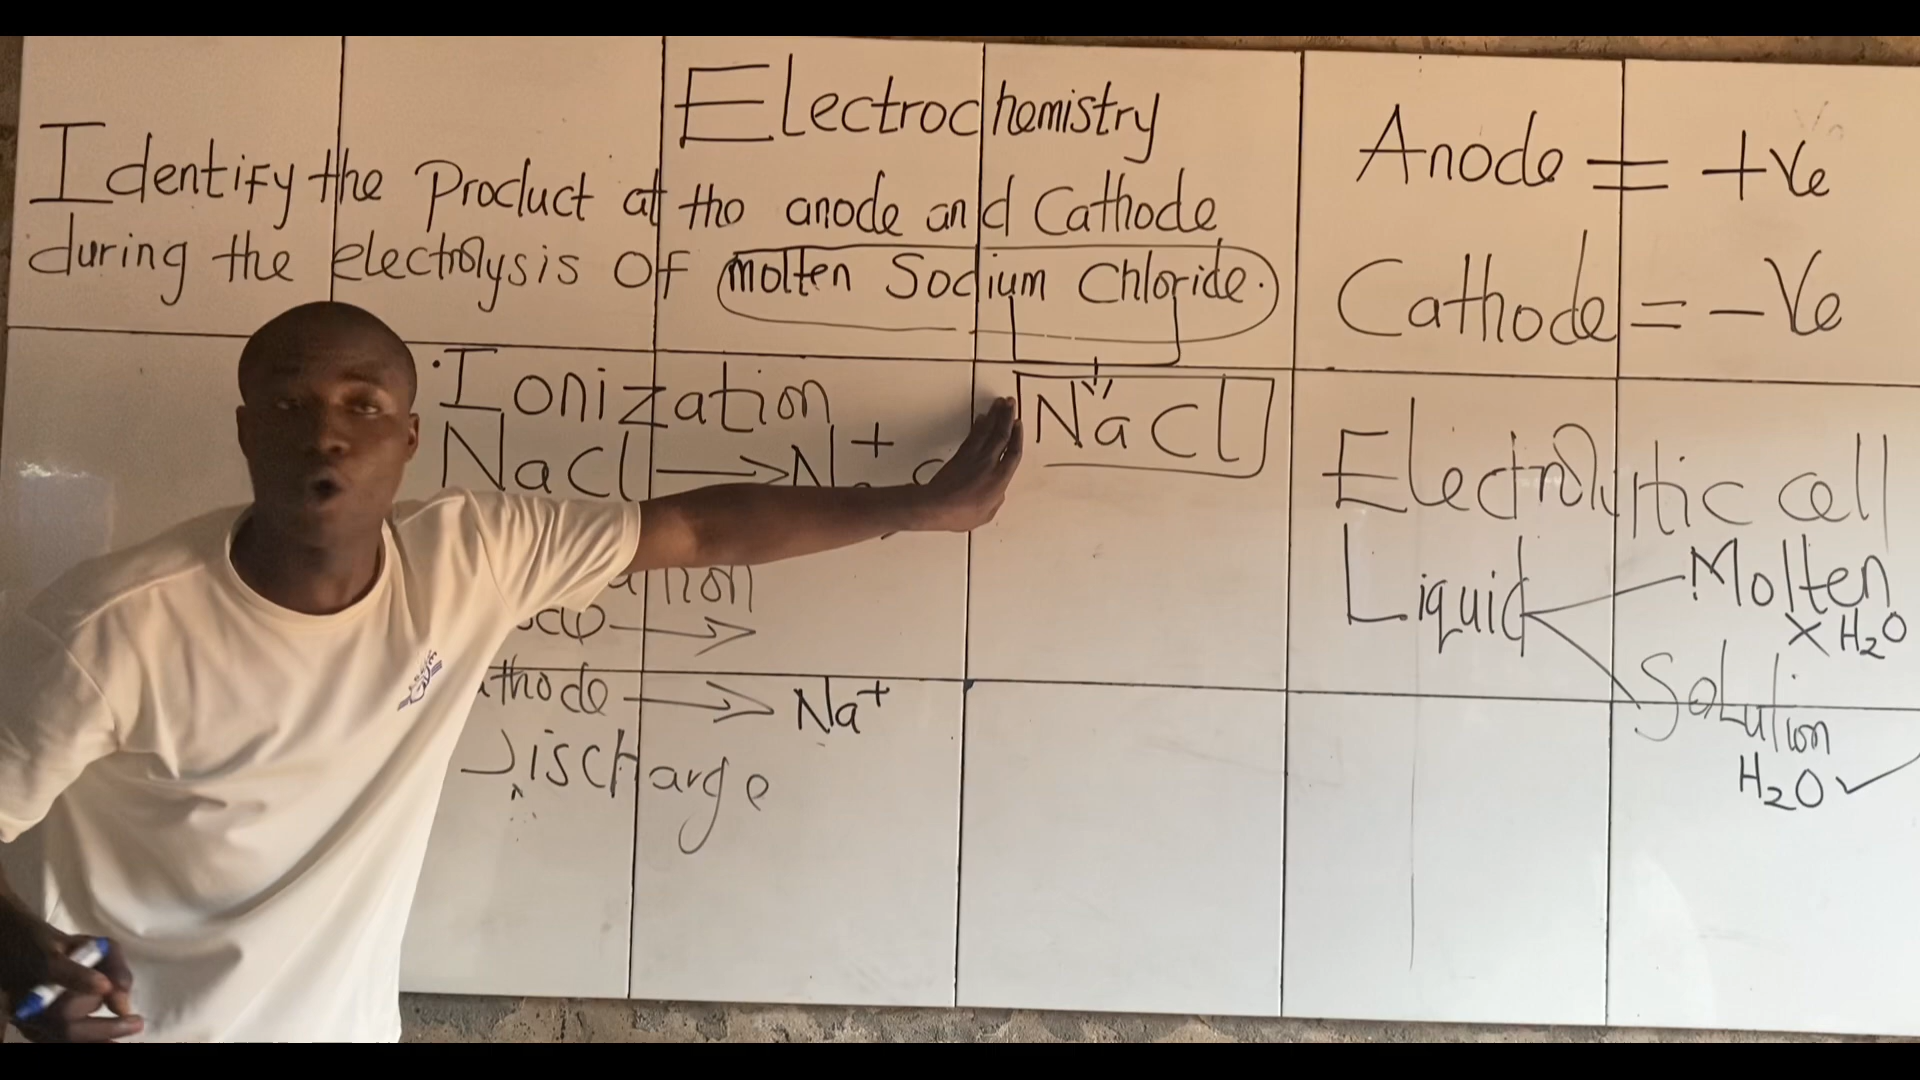 Electrochemistry
Identify the Product at the anode and Cathode
during the electrolysis of molten Sodium Chloride.
NaCl
Ionization
NaCl → Na+
→
thode → Na+
Discharge
Anode = +Ve
Cathode = -Ve
Electrolytic cell
Liquid
Molten
X H2O
Solution
H2O ✓